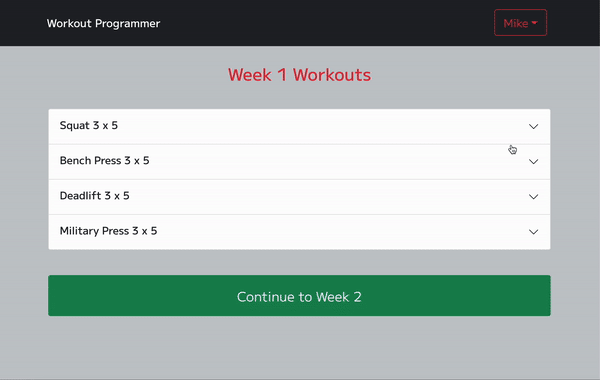 Workout Programmer
Mike
Week 1 Workouts
Squat 3 x 5
Bench Press 3 x 5
Deadlift 3 x 5
Military Press 3 x 5
Continue to Week 2